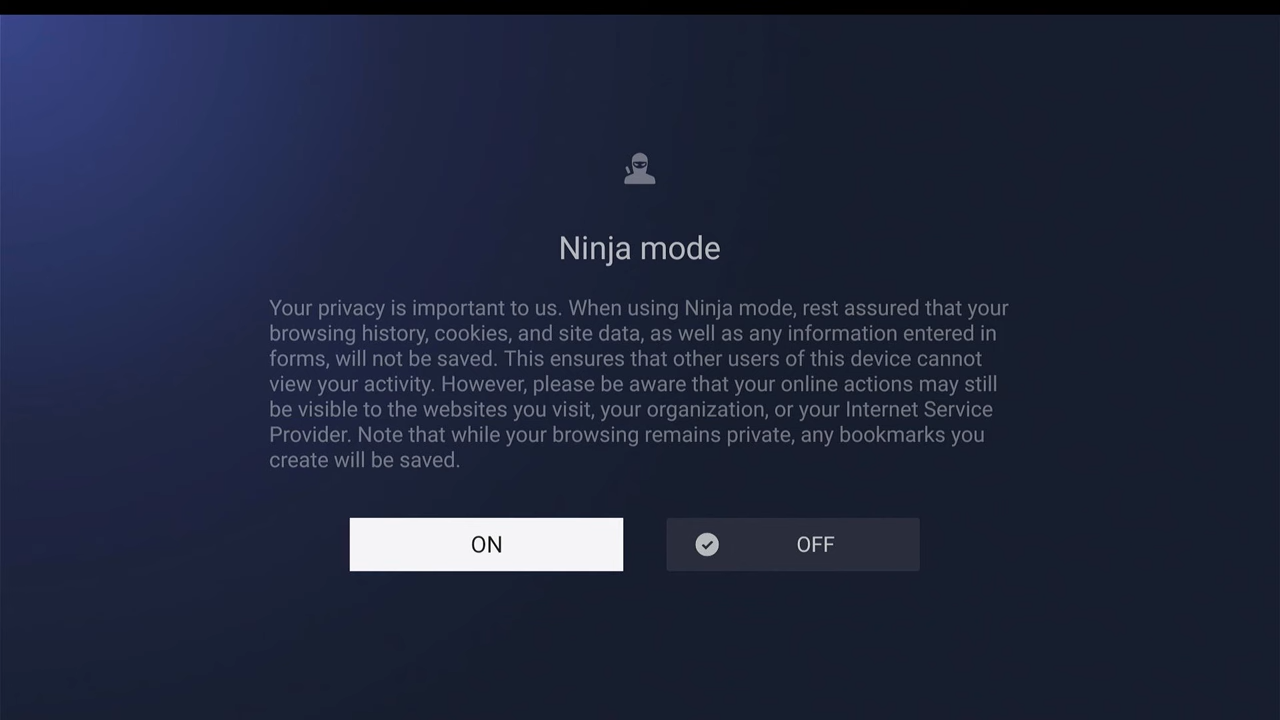 Ninja mode
Your privacy is important to us. When using Ninja mode, rest assured that your
browsing history, cookies, and site data, as well as any information entered in
forms, will not be saved. This ensures that other users of this device cannot
view your activity. However, please be aware that your online actions may still
be visible to the websites you visit, your organization, or your Internet Service
Provider. Note that while your browsing remains private, any bookmarks you
create will be saved.
ON
OFF